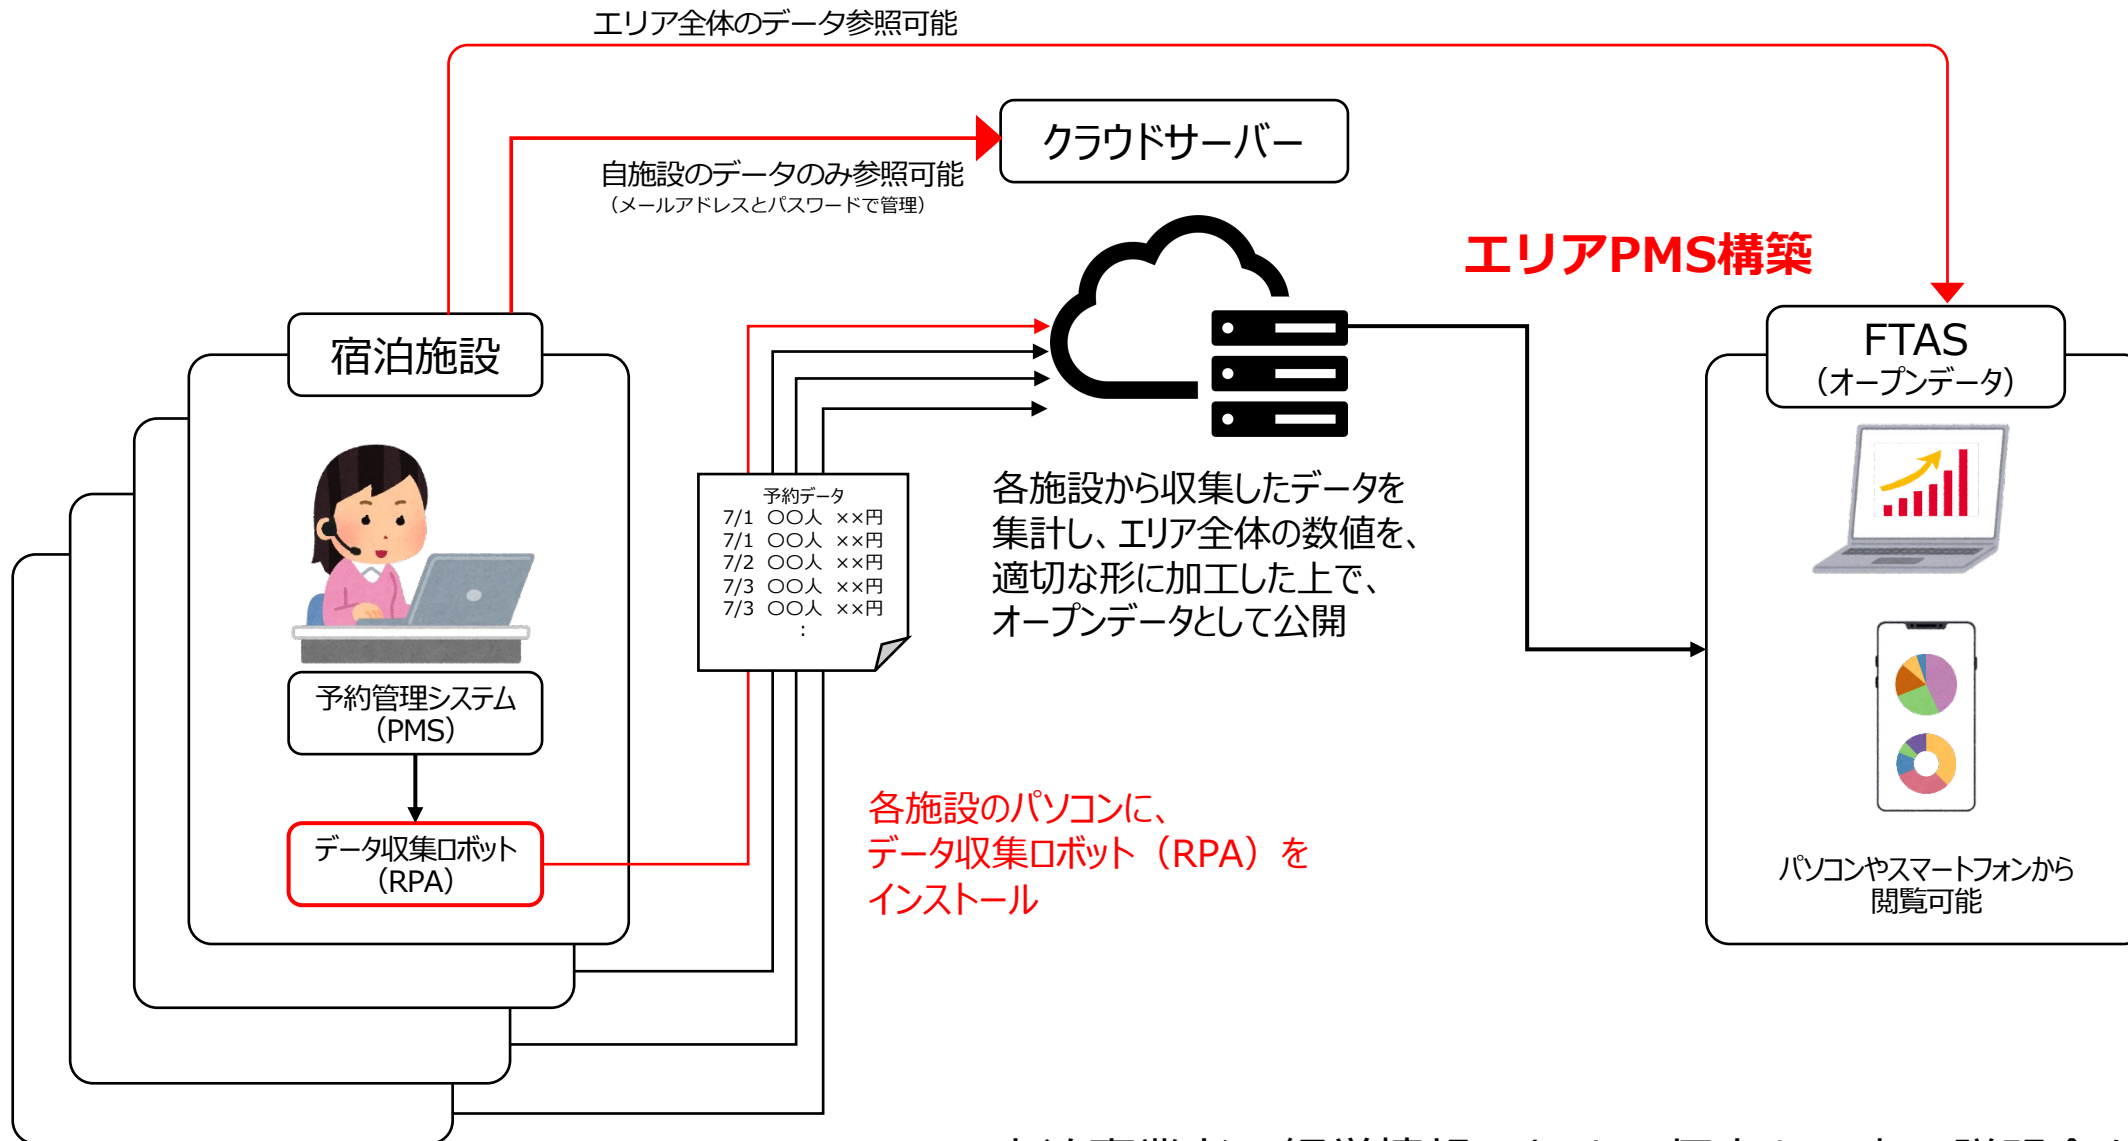 エリア全体のデータ参照可能
クラウドサーバー
自施設のデータのみ参照可能
（メールアドレスとパスワードで管理）
エリアPMS構築
宿泊施設
FTAS
（オープンデータ）
予約データ
7/1 〇〇人 ××円
7/1 〇〇人 ××円
7/2 〇〇人 ××円
7/3 〇〇人 ××円
7/3 〇〇人 ××円
:
各施設から収集したデータを
集計し、エリア全体の数値を、
適切な形に加工した上で、
オープンデータとして公開
予約管理システム
（PMS）
データ収集ロボット
（RPA）
各施設のパソコンに、
データ収集ロボット（RPA）を
インストール
パソコンやスマートフォンから
閲覧可能